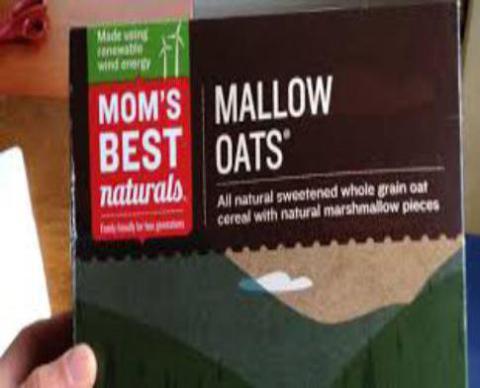 Made using
renewable
wind energy
MOM'S
BEST
naturals.
MALLOW
OATS®
All natural sweetened whole grain oat
cereal with natural marshmallow pieces